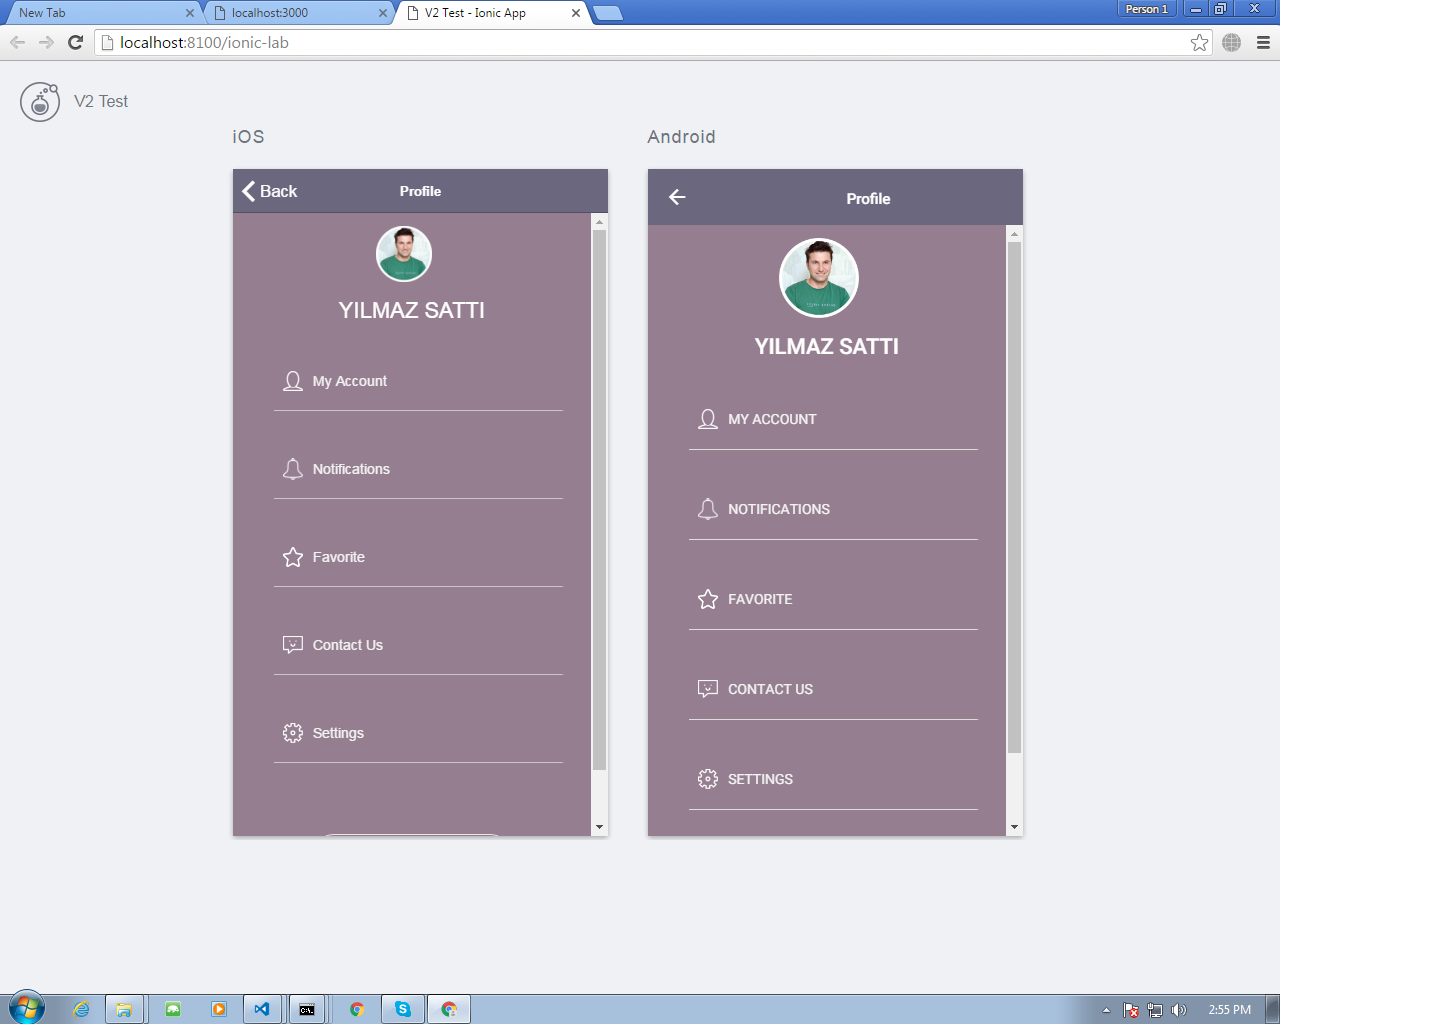 New Tab
localhost:3000
V2 Test - Ionic App
Person 1
localhost:8100/ionic-lab
V2 Test
iOS
Back
Profile
YILMAZ SATTI
My Account
Notifications
Favorite
Contact Us
Settings
Android
Profile
YILMAZ SATTI
MY ACCOUNT
NOTIFICATIONS
FAVORITE
CONTACT US
SETTINGS
2:55 PM